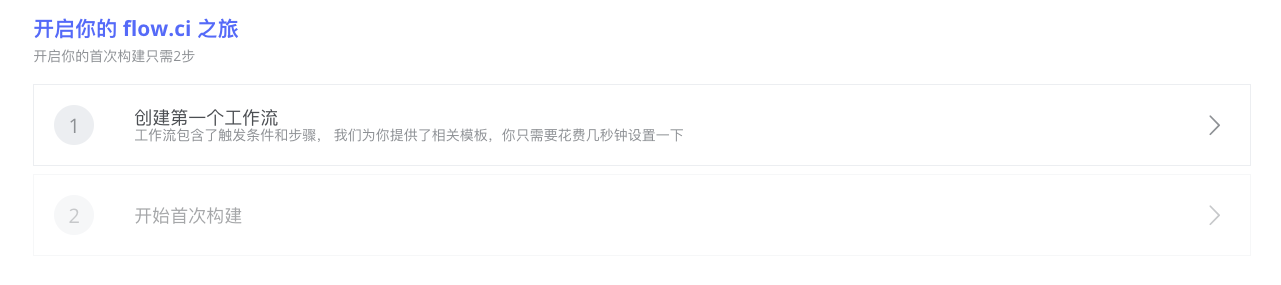 开启你的 flow.ci 之旅
开启你的首次构建只需2步
1
创建第一个工作流
工作流包含了触发条件和步骤， 我们为你提供了相关模板，你只需要花费几秒钟设置一下
2
开始首次构建